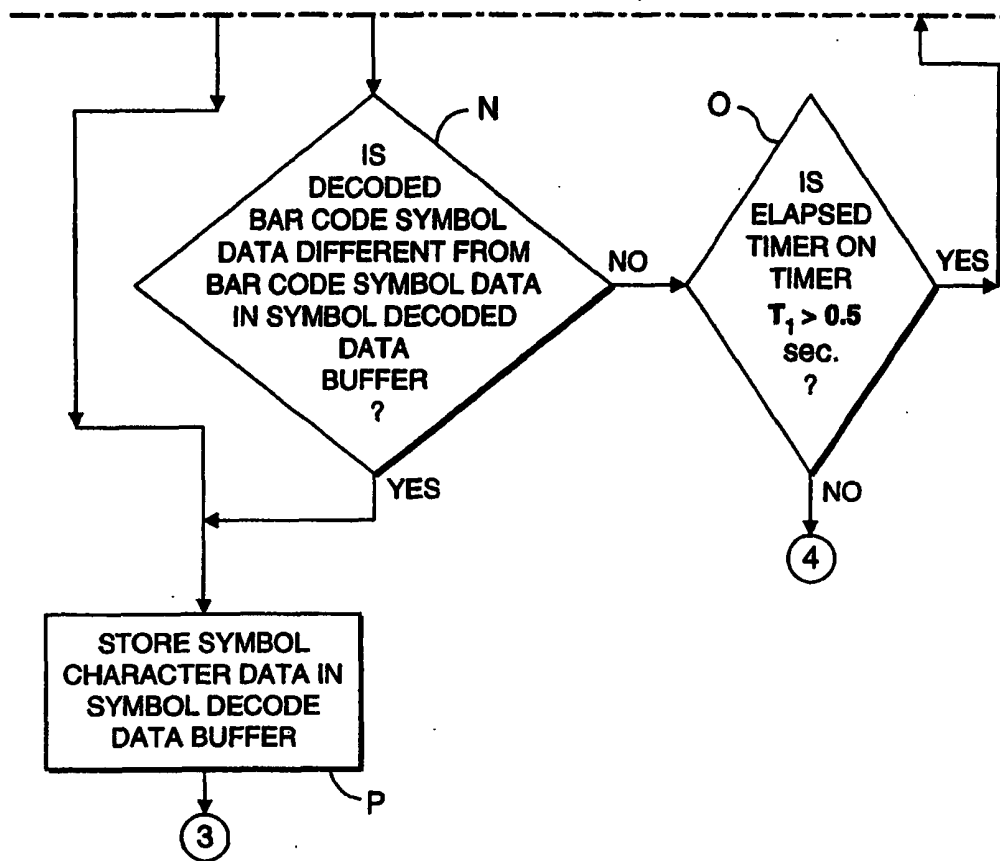 N
IS
DECODED
BAR CODE SYMBOL
DATA DIFFERENT FROM
BAR CODE SYMBOL DATA
IN SYMBOL DECODED
DATA
BUFFER
?
NO
YES
O
IS
ELAPSED
TIMER ON
TIMER
T₁ > 0.5
sec.
?
YES
NO
4
STORE SYMBOL
CHARACTER DATA IN
SYMBOL DECODE
DATA BUFFER
P
3